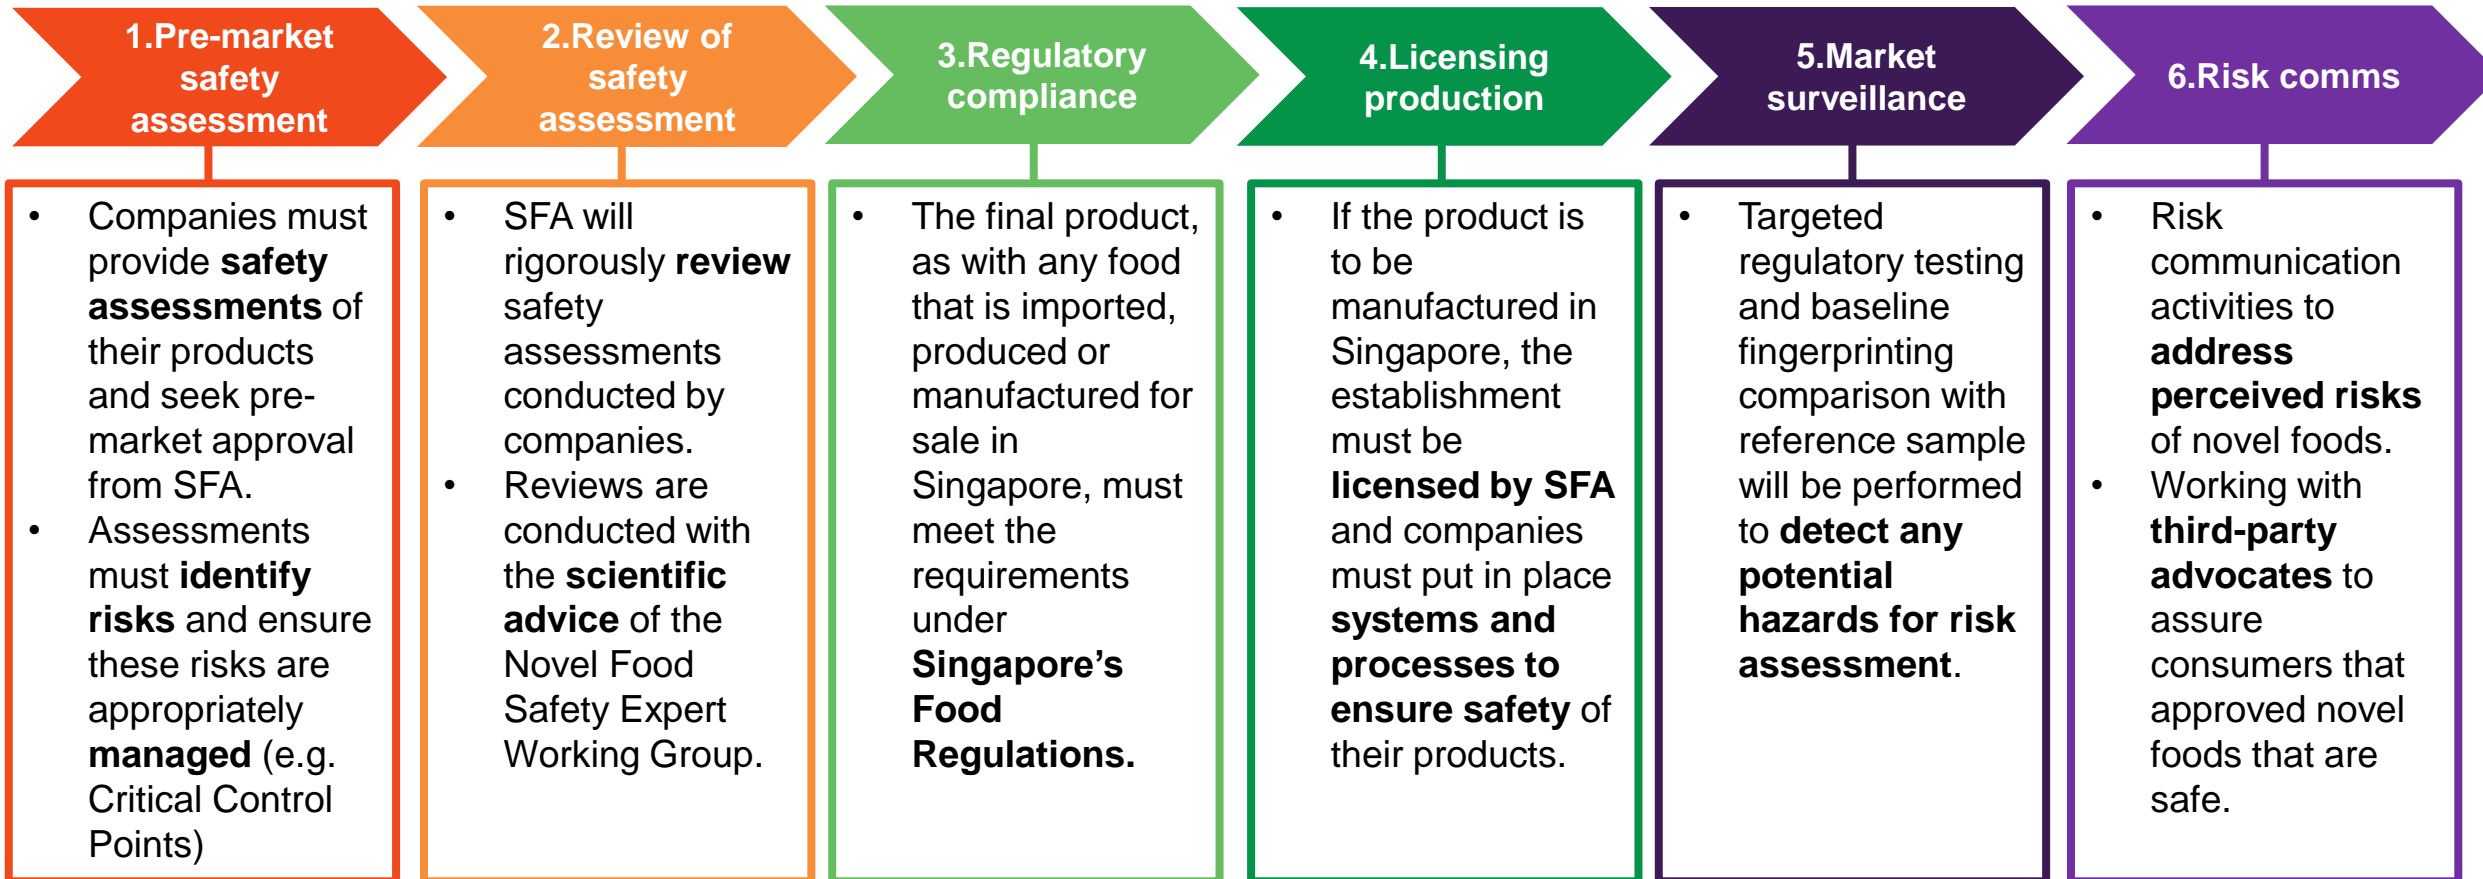 1.Pre-market
safety
assessment
2.Review of
safety
assessment
3.Regulatory
compliance
4.Licensing
production
5.Market
surveillance
6.Risk comms
• Companies must
provide safety
assessments of
their products
and seek pre-
market approval
from SFA.
• Assessments
must identify
risks and ensure
these risks are
appropriately
managed (e.g.
Critical Control
Points)
• SFA will
rigorously review
safety
assessments
conducted by
companies.
• Reviews are
conducted with
the scientific
advice of the
Novel Food
Safety Expert
Working Group.
• The final product,
as with any food
that is imported,
produced or
manufactured for
sale in
Singapore, must
meet the
requirements
under
Singapore’s
Food
Regulations.
• If the product is
to be
manufactured in
Singapore, the
establishment
must be
licensed by SFA
and companies
must put in place
systems and
processes to
ensure safety of
their products.
• Targeted
regulatory testing
and baseline
fingerprinting
comparison with
reference sample
will be performed
to detect any
potential
hazards for risk
assessment.
• Risk
communication
activities to
address
perceived risks
of novel foods.
• Working with
third-party
advocates to
assure
consumers that
approved novel
foods that are
safe.